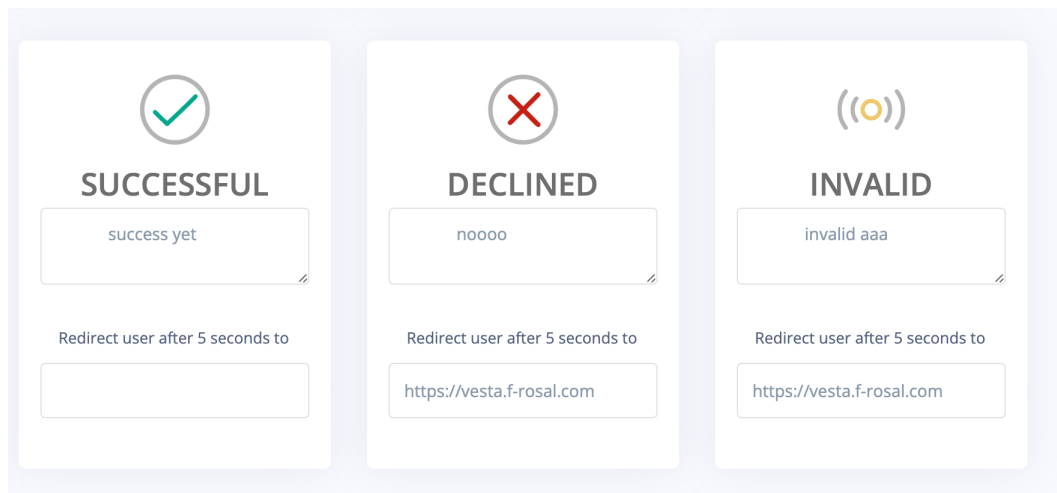 SUCCESSFUL
success yet
Redirect user after 5 seconds to
DECLINED
noooo
Redirect user after 5 seconds to
https://vesta.f-rosal.com
INVALID
invalid aaa
Redirect user after 5 seconds to
https://vesta.f-rosal.com